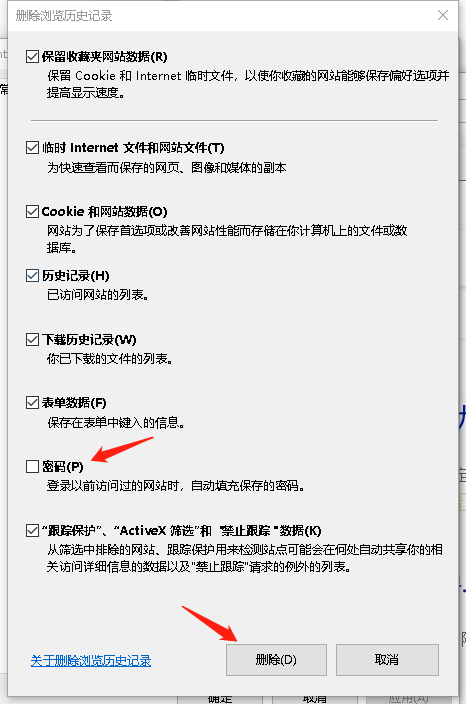 删除浏览历史记录
保留收藏夹网站数据(R)
保留 Cookie 和 Internet 临时文件，以使你收藏的网站能够保存偏好选项并
提高显示速度。
临时 Internet 文件和网站文件(T)
为快速查看而保存的网页、图像和媒体的副本
Cookie 和网站数据(O)
网站为了保存首选项或改善网站性能而存储在你计算机上的文件或数
据库。
历史记录(H)
已访问网站的列表。
下载历史记录(W)
你已下载的文件的列表。
表单数据(F)
保存在表单中键入的信息。
密码(P)
登录以前访问过的网站时，自动填充保存的密码。
“跟踪保护”、“ActiveX 筛选”和 "禁止跟踪 "数据(K)
从筛选中排除的网站、跟踪保护用来检测站点可能会在何处自动共享你的相
关访问详细信息的数据以及"禁止跟踪"请求的例外的列表。
关于删除浏览历史记录
删除(D)
取消
确定
取消
应用(A)